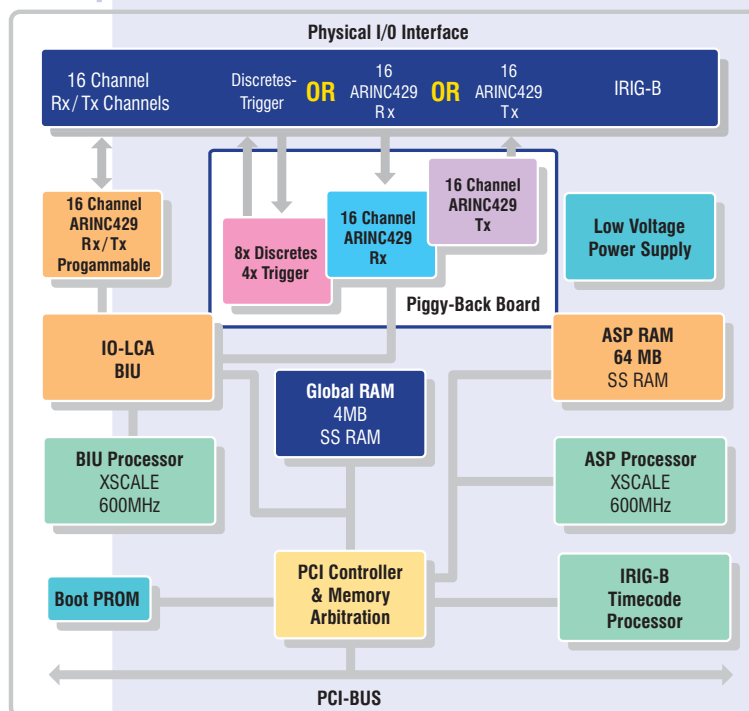 Physical I/O Interface
16 Channel
Rx/Tx Channels
Discretes-
Trigger
OR
16
ARINC429
Rx
OR
16
ARINC429
Tx
IRIG-B
16 Channel
ARINC429
Rx/Tx
Progammable
8x Discretes
4x Trigger
16 Channel
ARINC429
Rx
16 Channel
ARINC429
Tx
Low Voltage
Power Supply
Piggy-Back Board
IO-LCA
BIU
Global RAM
4MB
SS RAM
ASP RAM
64 MB
SS RAM
BIU Processor
XSCALE
600MHz
ASP Processor
XSCALE
600MHz
Boot PROM
PCI Controller
& Memory
Arbitration
IRIG-B
Timecode
Processor
PCI-BUS